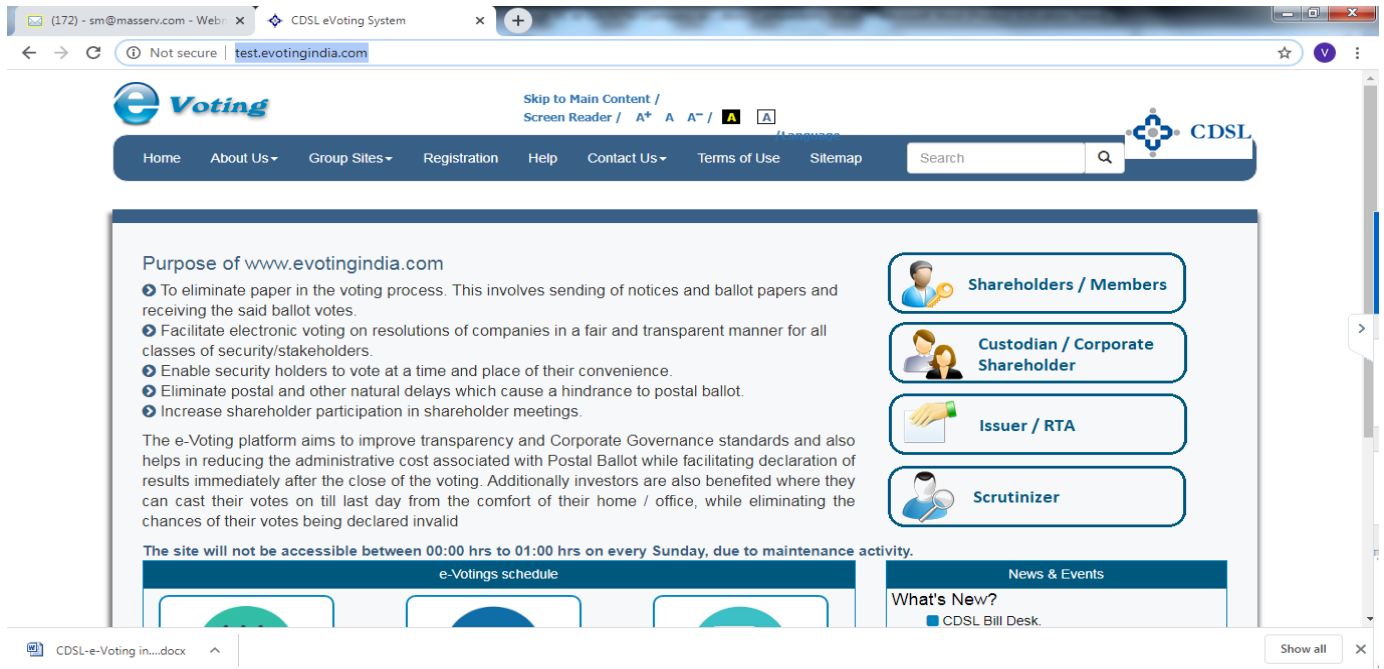 (172) - sm@masserv.com - Webn
CDSL eVoting System
Not secure | test.evotingindia.com
V
e Voting
Skip to Main Content /
Screen Reader / A+ A A- / A A
/Language
CDSL
Home About Us Group Sites Registration Help Contact Us Terms of Use Sitemap Search
Purpose of www.evotingindia.com
To eliminate paper in the voting process. This involves sending of notices and ballot papers and
receiving the said ballot votes.
Facilitate electronic voting on resolutions of companies in a fair and transparent manner for all
classes of security/stakeholders.
Enable security holders to vote at a time and place of their convenience.
Eliminate postal and other natural delays which cause a hindrance to postal ballot.
Increase shareholder participation in shareholder meetings.
The e-Voting platform aims to improve transparency and Corporate Governance standards and also
helps in reducing the administrative cost associated with Postal Ballot while facilitating declaration of
results immediately after the close of the voting. Additionally investors are also benefited where they
can cast their votes on till last day from the comfort of their home / office, while eliminating the
chances of their votes being declared invalid
Shareholders / Members
Custodian / Corporate
Shareholder
Issuer / RTA
Scrutinizer
The site will not be accessible between 00:00 hrs to 01:00 hrs on every Sunday, due to maintenance activity.
e-Votings schedule
News & Events
What's New?
CDSL Bill Desk.
CDSL-e-Voting in....docx
Show all